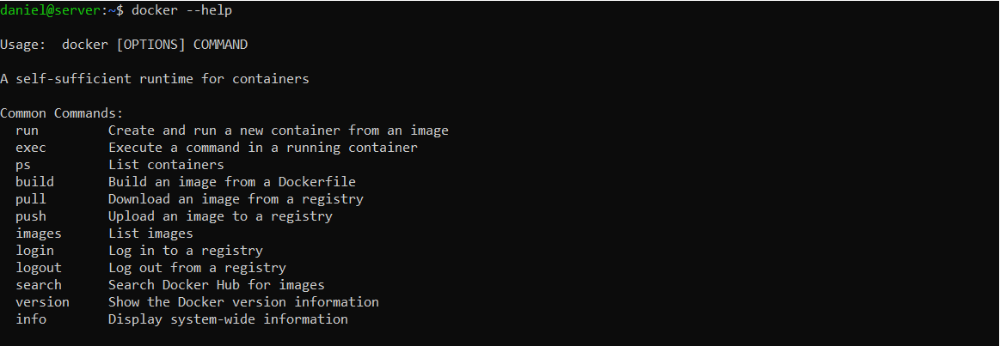 daniel@server:~$ docker --help
Usage:  docker [OPTIONS] COMMAND
A self-sufficient runtime for containers
Common Commands:
  run         Create and run a new container from an image
  exec        Execute a command in a running container
  ps          List containers
  build       Build an image from a Dockerfile
  pull        Download an image from a registry
  push        Upload an image to a registry
  images      List images
  login       Log in to a registry
  logout      Log out from a registry
  search      Search Docker Hub for images
  version     Show the Docker version information
  info        Display system-wide information